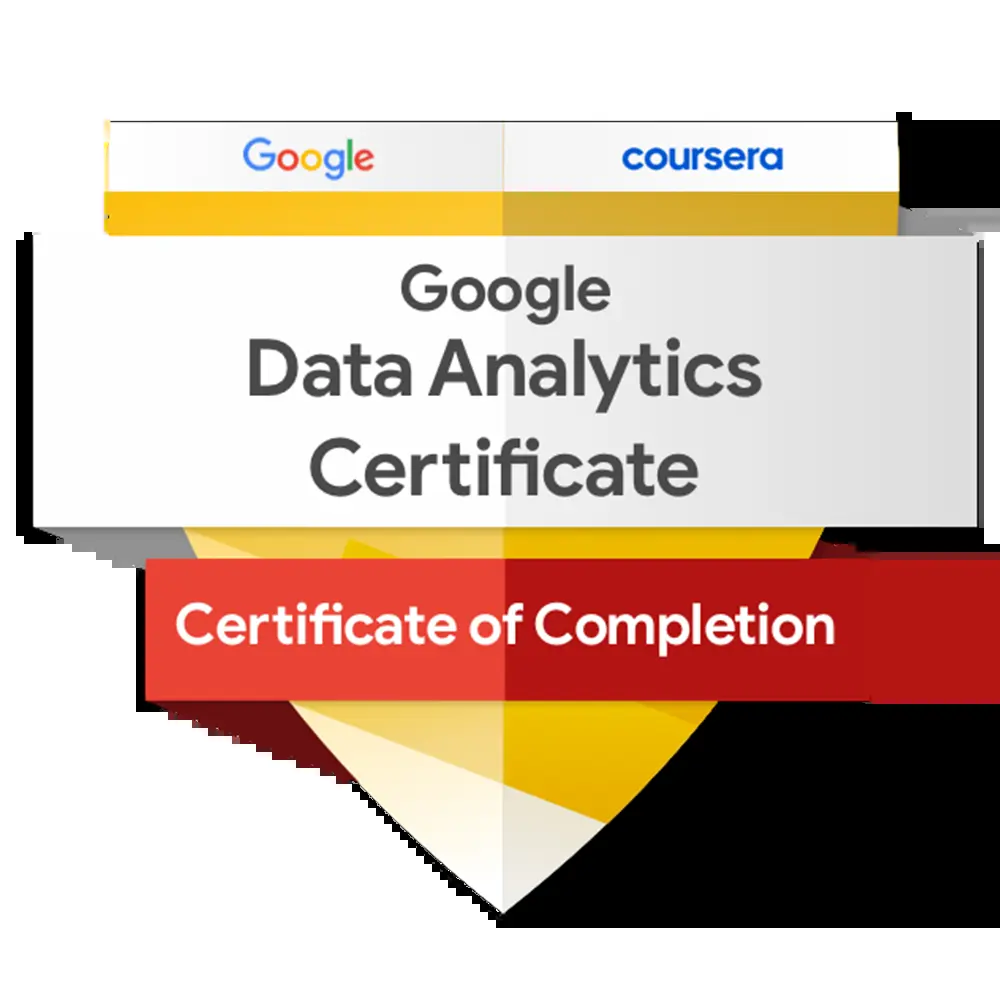 Google coursera
Google
Data Analytics
Certificate
Certificate of Completion